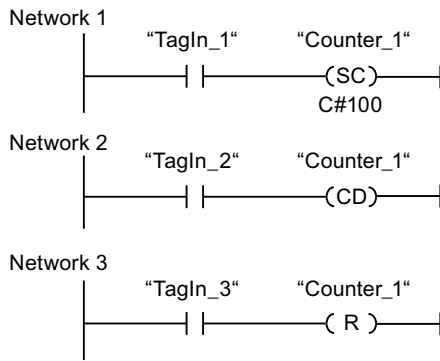 Network 1
“TagIn_1“ “Counter_1“
SC
C#100
Network 2
“TagIn_2“ “Counter_1“
CD
Network 3
“TagIn_3“ “Counter_1“
R